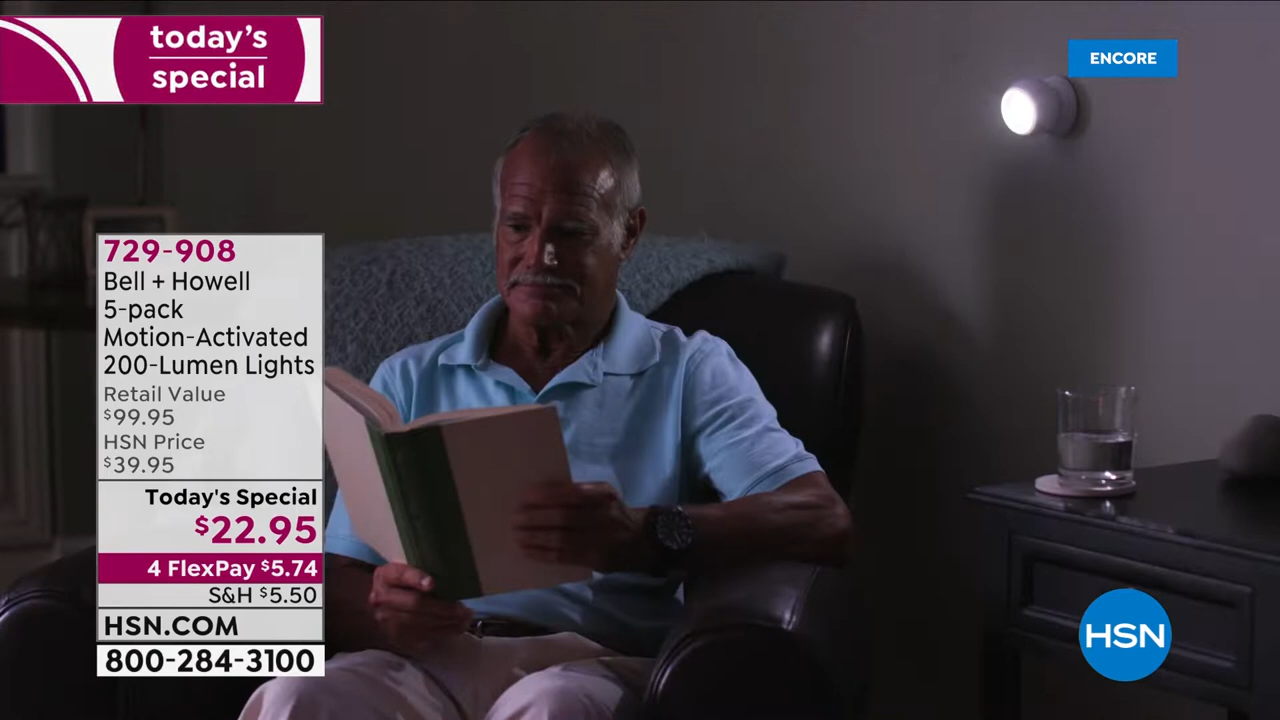 today's
special
ENCORE
729-908
Bell + Howell
5-pack
Motion-Activated
200-Lumen Lights
Retail Value
$99.95
HSN Price
$39.95
Today's Special
$22.95
4 FlexPay $5.74
S&H $5.50
HSN.COM
800-284-3100
HSN